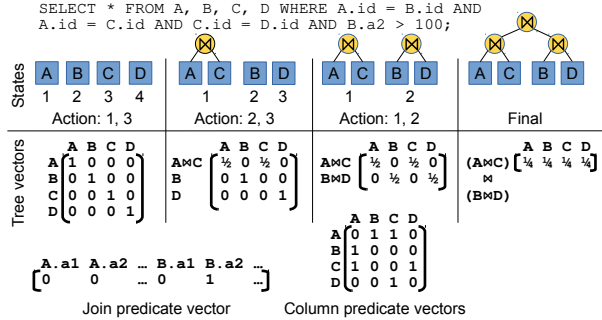 SELECT * FROM A, B, C, D WHERE A.id = B.id AND
A.id = C.id AND C.id = D.id AND B.a2 > 100;
States
⋈ ⋈ ⋈ ⋈ ⋈ ⋈
A B C D A C B D A C B D A C B D
1 2 3 4 1 2 3 1 2
Action: 1, 3 Action: 2, 3 Action: 1, 2 Final
Tree vectors
A B C D
A 1 0 0 0
B 0 1 0 0
C 0 0 1 0
D 0 0 0 1
A B C D
A⋈C ½ 0 ½ 0
B 0 1 0 0
D 0 0 0 1
A B C D
A⋈C ½ 0 ½ 0
B⋈D 0 ½ 0 ½
A B C D
(A⋈C) ¼ ¼ ¼ ¼
⋈
(B⋈D)
A.a1 A.a2 … B.a1 B.a2 …
0 0 … 0 1 …
Join predicate vector
A B C D
A 0 1 1 0
B 1 0 0 0
C 1 0 0 1
D 0 0 1 0
Column predicate vectors